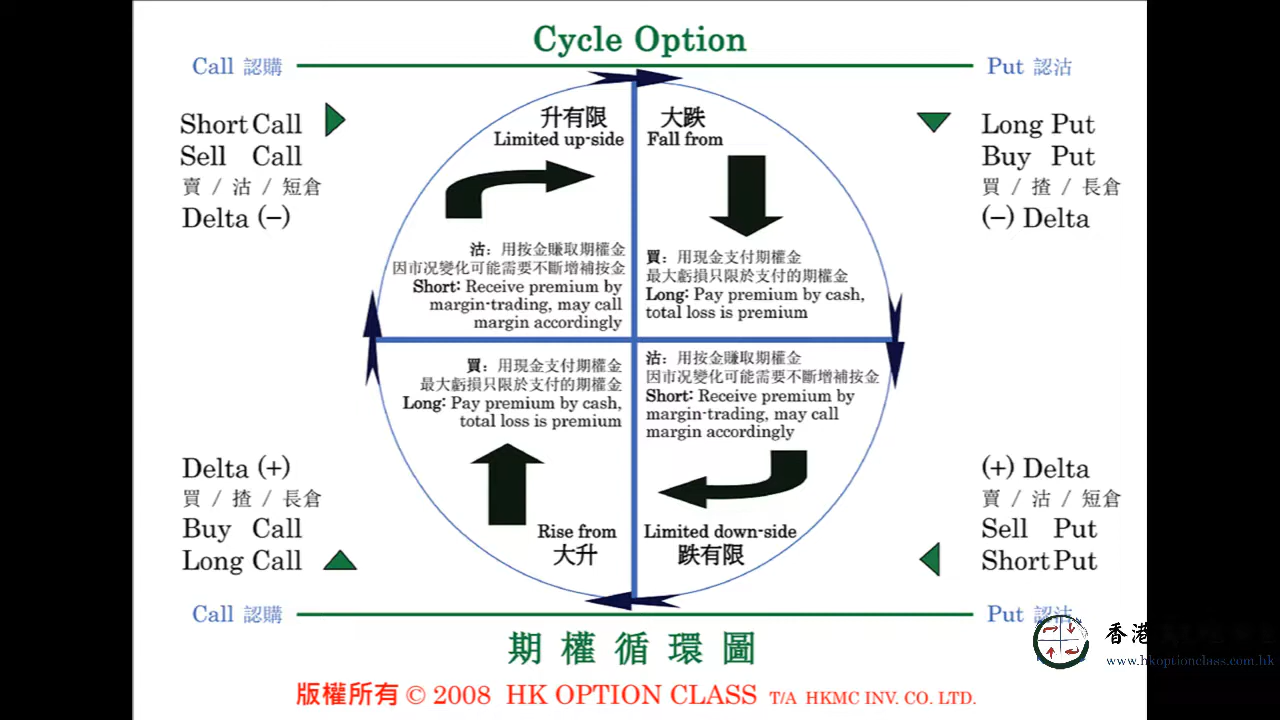 Cycle Option
Call 認購
Put 認沽
Short Call
Sell Call
賣 / 沽 / 短倉
Delta (–)
升有限
Limited up-side
沽：用按金賺取期權金
因市況變化可能需要不斷增補按金
Short: Receive premium by
margin-trading, may call
margin accordingly
大跌
Fall from
買：用現金支付期權金
最大虧損只限於支付的期權金
Long: Pay premium by cash,
total loss is premium
Long Put
Buy Put
買 / 揸 / 長倉
(–) Delta
Delta (+)
買 / 揸 / 長倉
Buy Call
Long Call
買：用現金支付期權金
最大虧損只限於支付的期權金
Long: Pay premium by cash,
total loss is premium
Rise from
大升
沽：用按金賺取期權金
因市況變化可能需要不斷增補按金
Short: Receive premium by
margin-trading, may call
margin accordingly
Limited down-side
跌有限
(+) Delta
賣 / 沽 / 短倉
Sell Put
Short Put
Call 認購
Put 認沽
期權循環圖
香港
www.hkoptionclass.com.hk
版權所有 © 2008 HK OPTION CLASS T/A HKMC INV. CO. LTD.